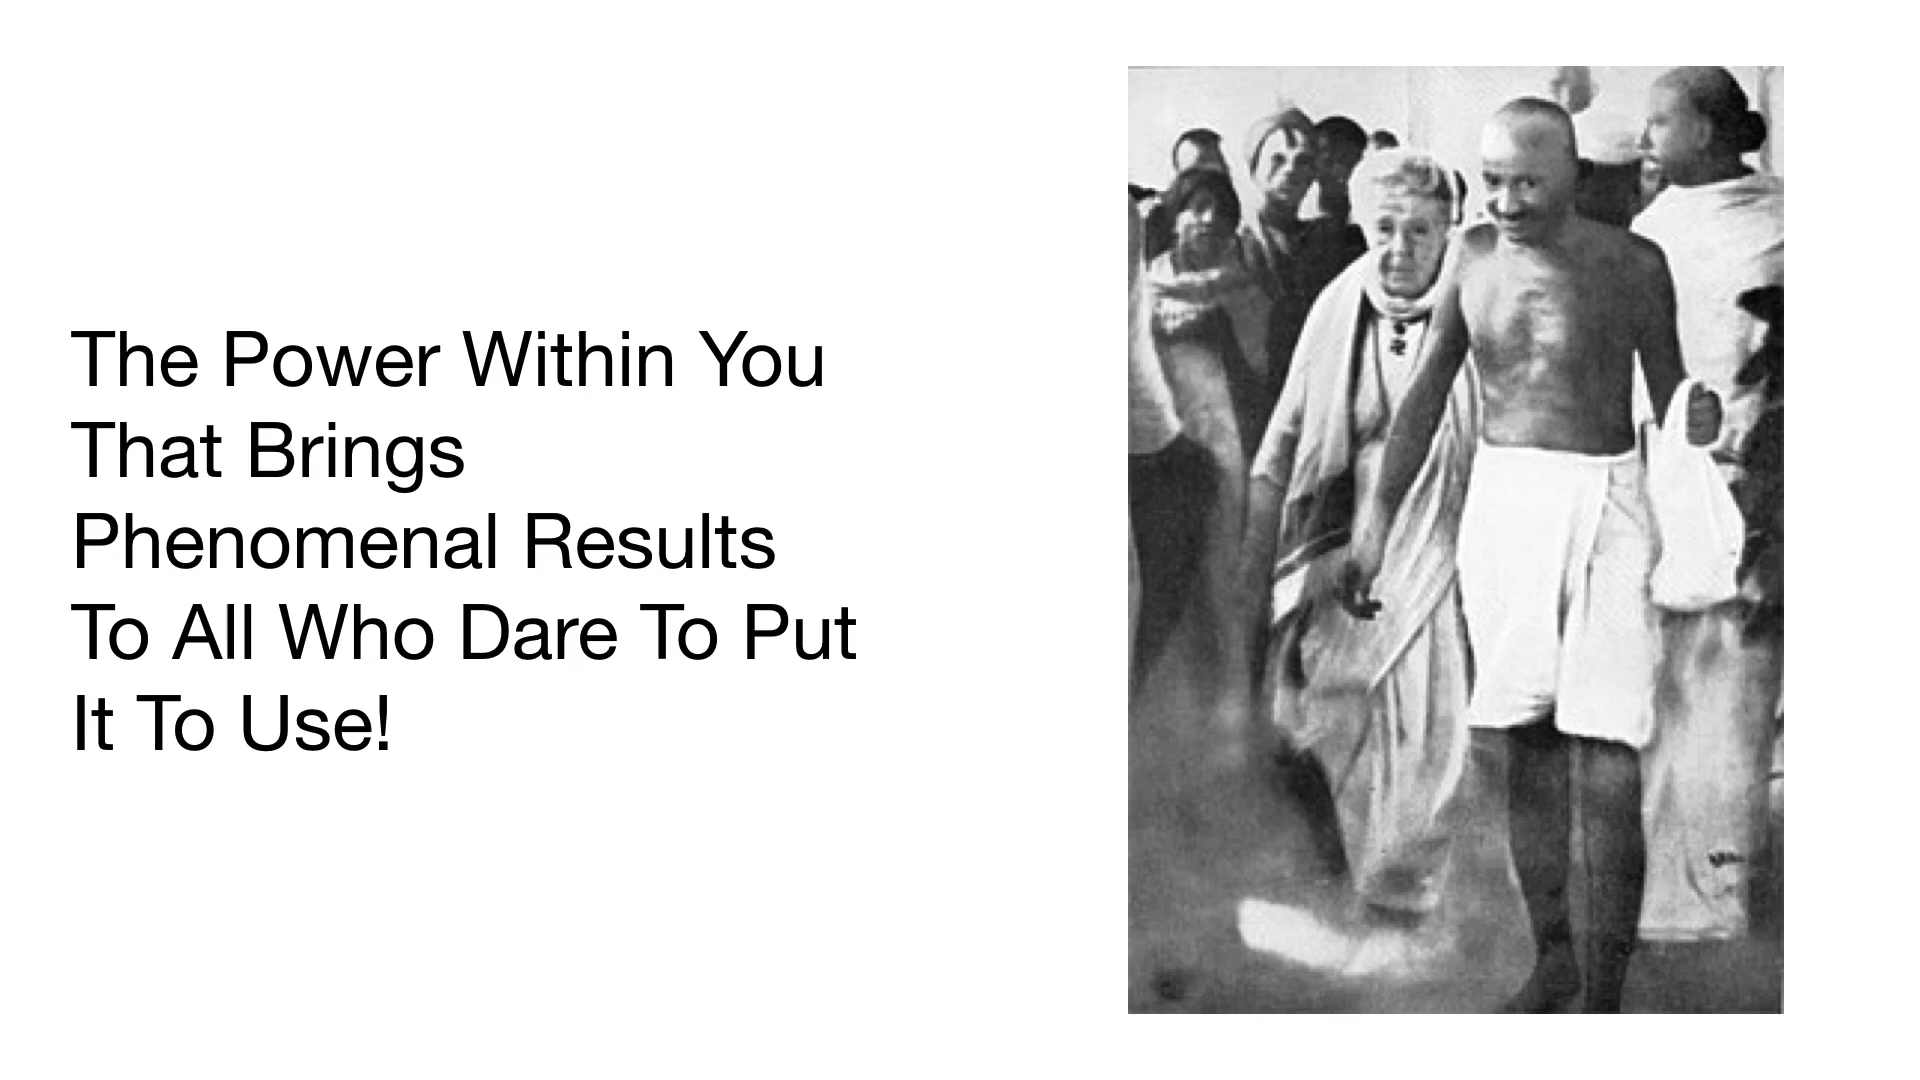 The Power Within You
That Brings
Phenomenal Results
To All Who Dare To Put
It To Use!